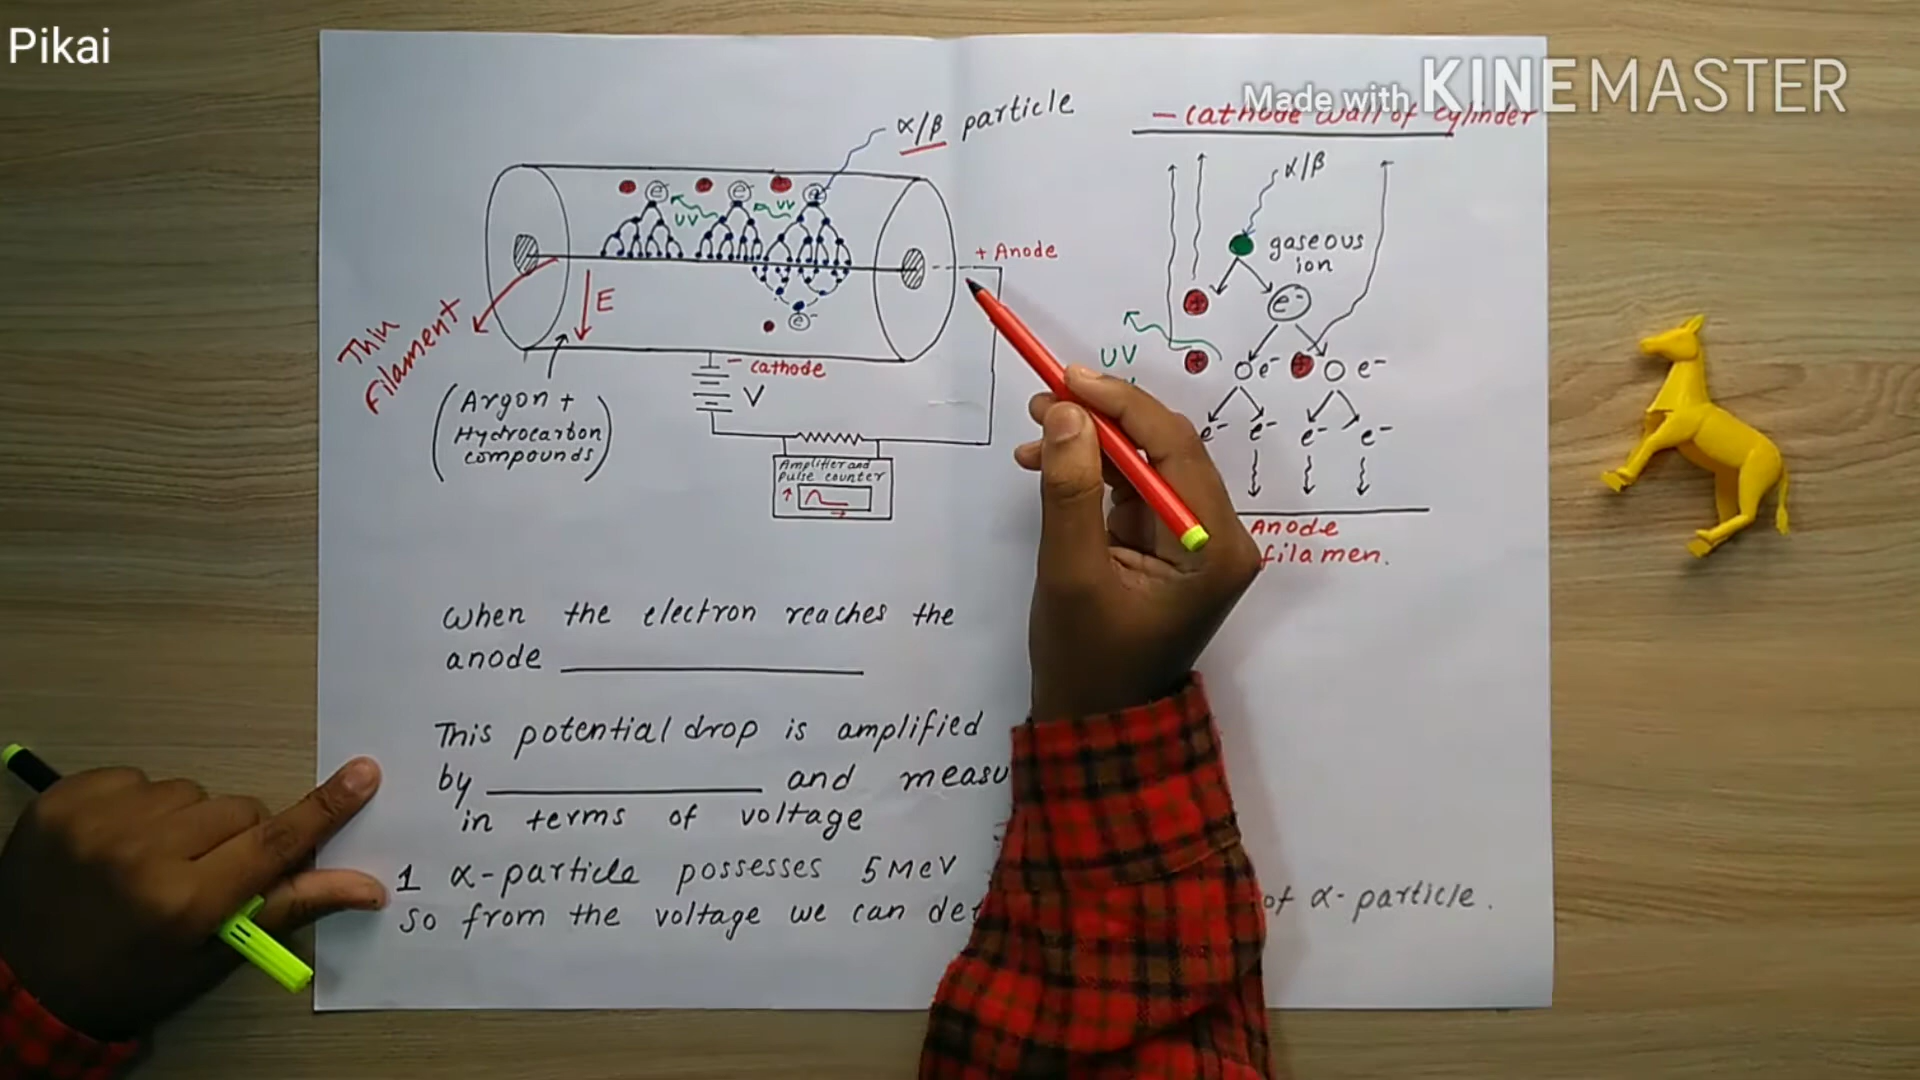 Pikai
Made with KINEMASTER
α/β particle
- cathode wall of cylinder
α/β
e⁻ e⁻ e
UV UV
gaseous
ion
+ Anode
e⁻
E
Thin
Filament
e⁻
UV
e⁻ e⁻
- cathode
V
(Argon +
Hydrocarbon
compounds)
e⁻ e⁻ e⁻ e⁻
Amplifier and
Pulse counter
Anode
filamen.
When the electron reaches the
anode
This potential drop is amplified
by and measu
in terms of voltage
1 α-particle possesses 5MeV
So from the voltage we can det of α-particle.